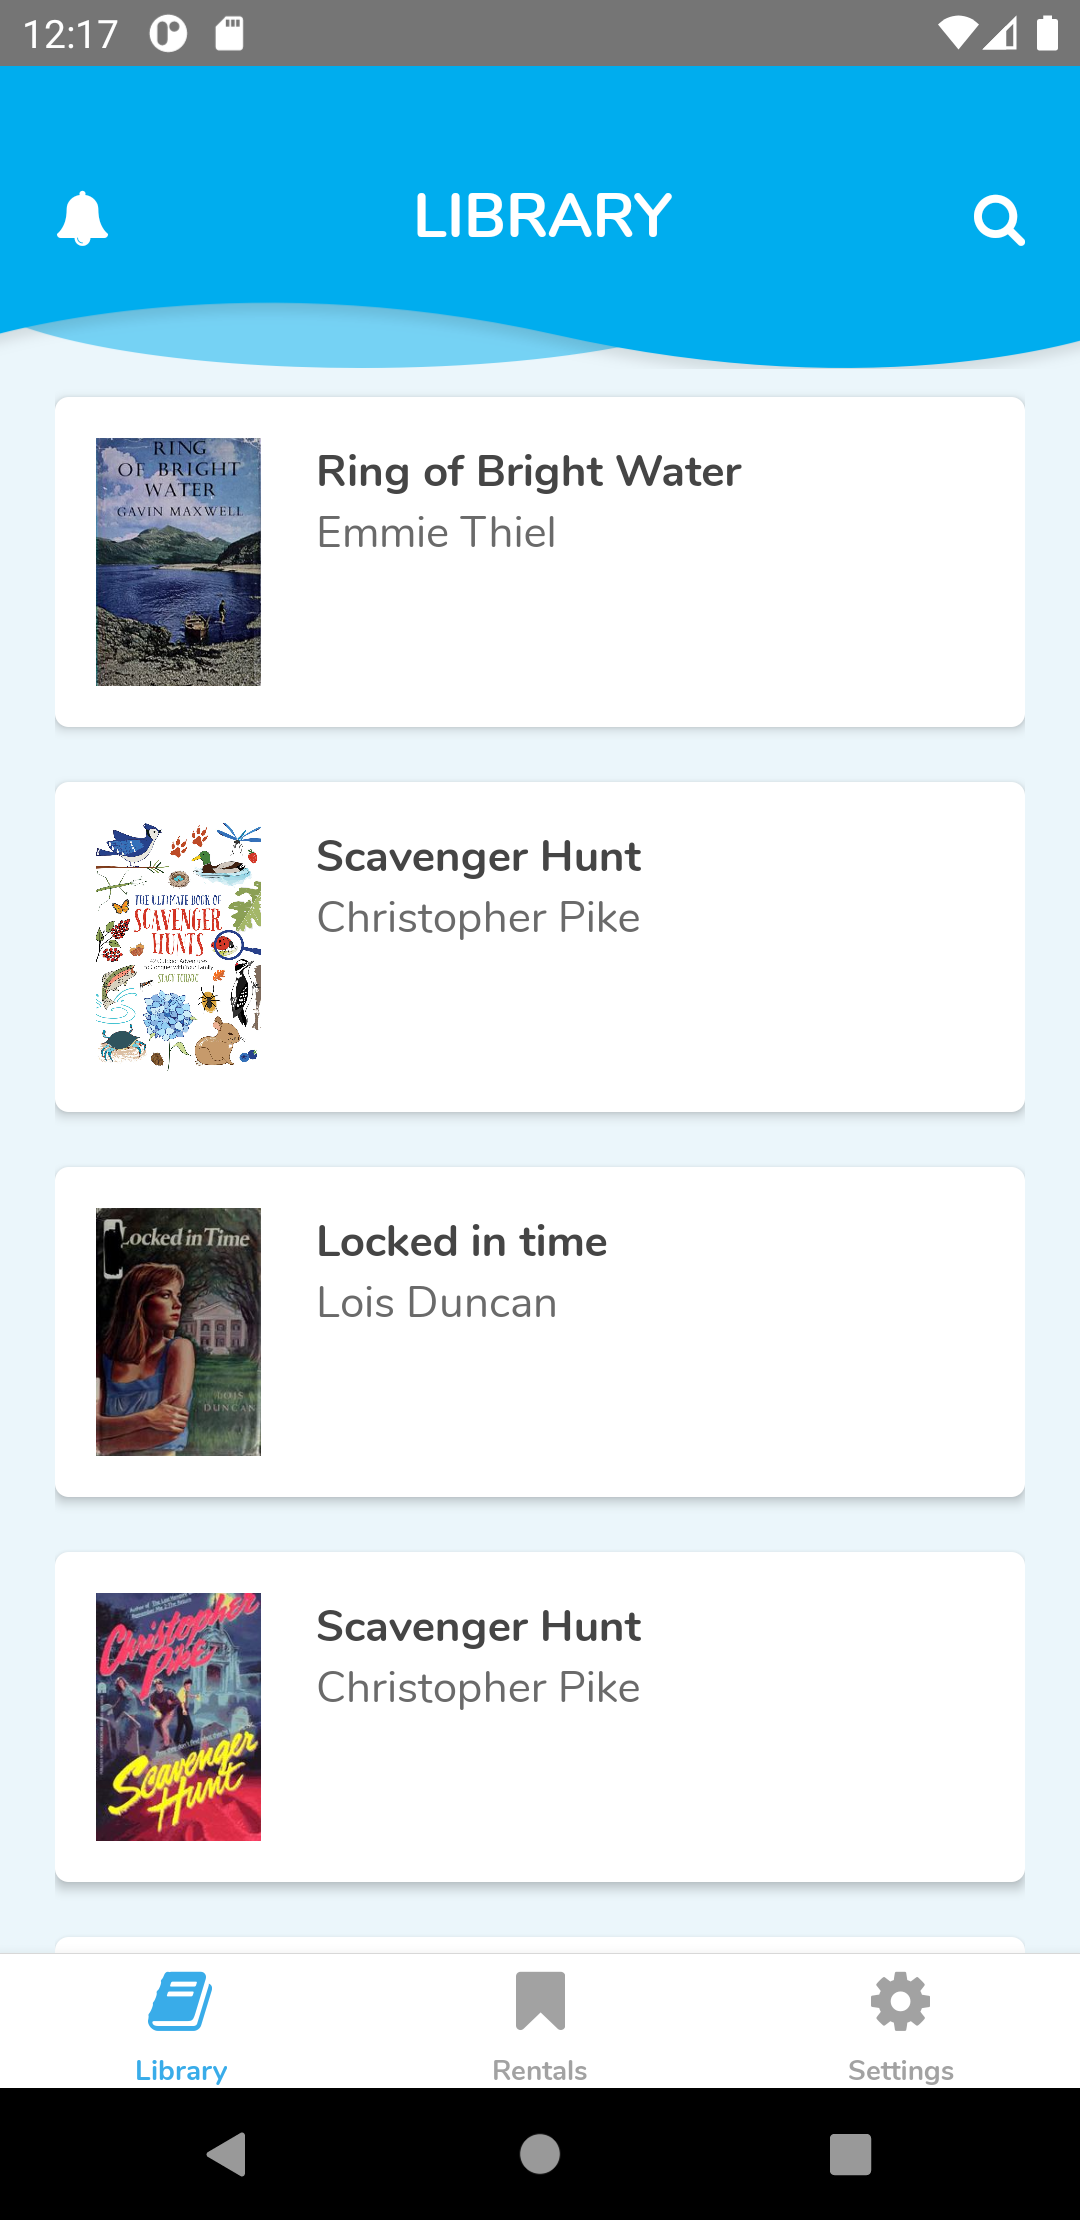 12:17
LIBRARY
RING
OF BRIGHT
WATER
GAVIN MAXWELL
Ring of Bright Water
Emmie Thiel
THE ULTIMATE BOOK OF
SCAVENGER
HUNTS
Scavenger Hunt
Christopher Pike
Locked in Time
LOIS
DUNCAN
Locked in time
Lois Duncan
Christopher
Pike
Scavenger
Hunt
Scavenger Hunt
Christopher Pike
Library
Rentals
Settings